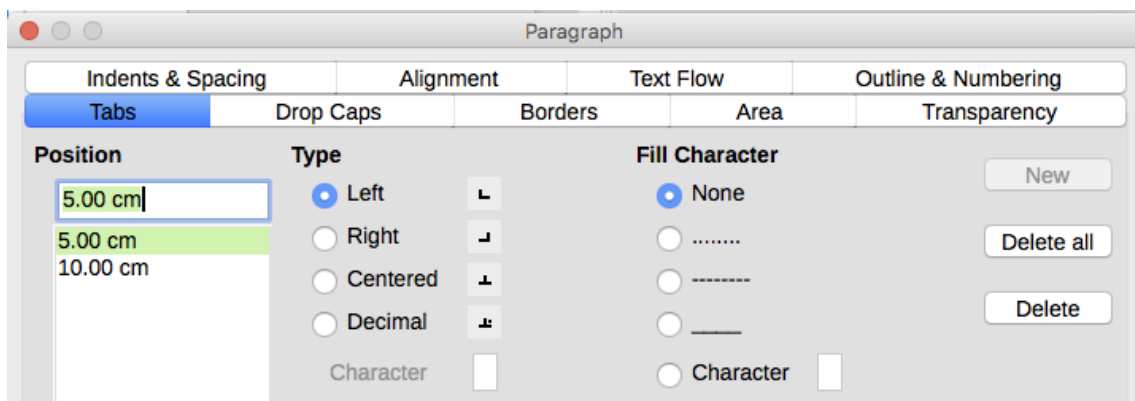 Paragraph
Indents & Spacing Alignment Text Flow Outline & Numbering
Tabs Drop Caps Borders Area Transparency
Position Type Fill Character
New
5.00 cm Left None
5.00 cm Right ........ Delete all
10.00 cm Centered --------
Decimal ____ Delete
Character Character